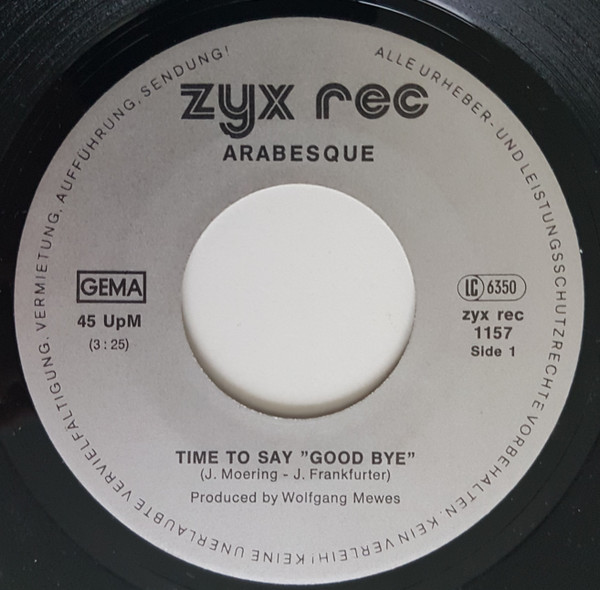 ALLE URHEBER- UND LEISTUNGSSCHUTZRECHTE VORBEHALTEN. KEIN VERLEIH! KEINE UNERLAUBTE VERVIELFÄLTIGUNG, VERMIETUNG, AUFFÜHRUNG, SENDUNG!
zyx rec
ARABESQUE
GEMA
45 UpM
(3:25)
LC 6350
zyx rec
1157
Side 1
TIME TO SAY "GOOD BYE"
(J. Moering - J. Frankfurter)
Produced by Wolfgang Mewes